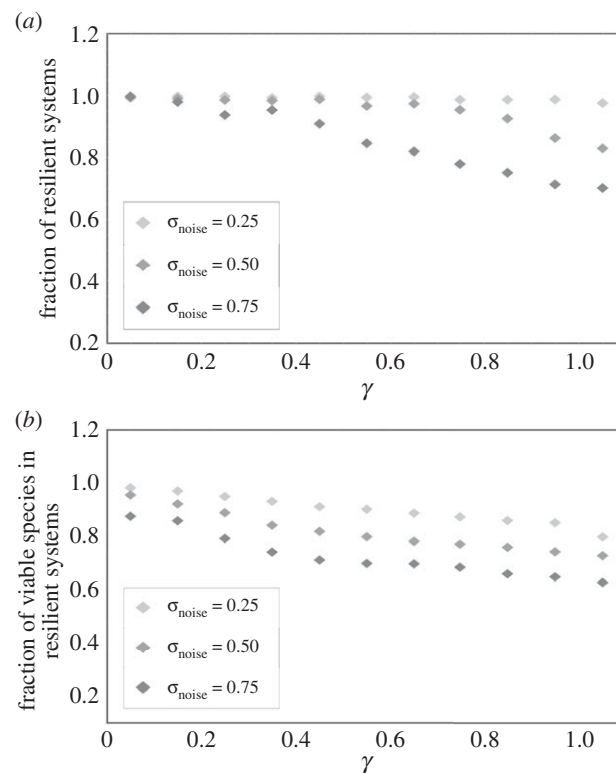 (a)
1.2
1.0
0.8
0.6
0.4
0.2
fraction of resilient systems
σnoise = 0.25
σnoise = 0.50
σnoise = 0.75
0 0.2 0.4 0.6 0.8 1.0
γ
(b)
1.2
1.0
0.8
0.6
0.4
0.2
fraction of viable species in
resilient systems
σnoise = 0.25
σnoise = 0.50
σnoise = 0.75
0 0.2 0.4 0.6 0.8 1.0
γ